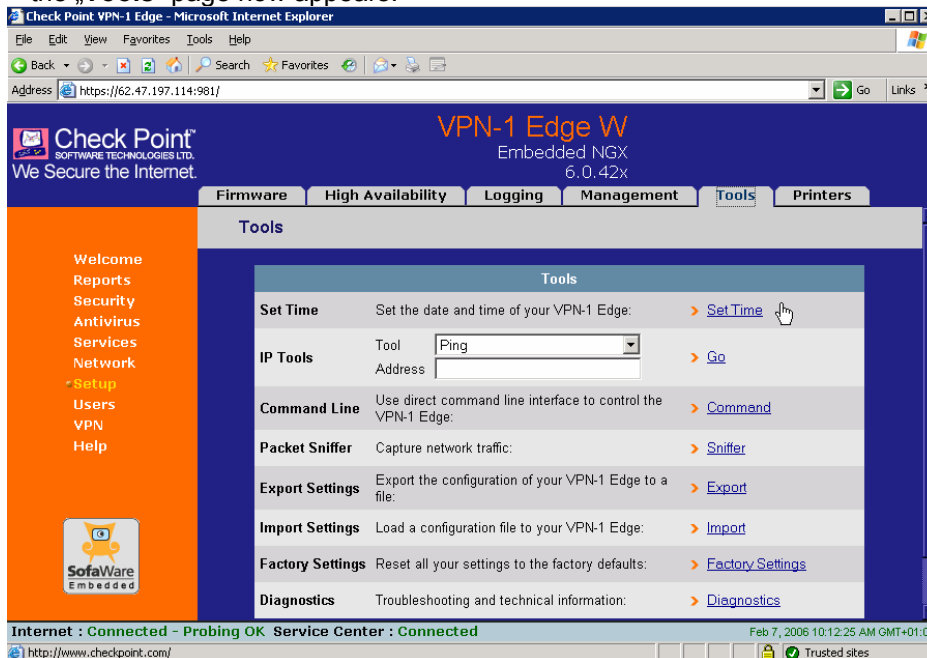 the „Tools“ page now appears:
Check Point VPN-1 Edge - Microsoft Internet Explorer
File Edit View Favorites Tools Help
Back Search Favorites
Address https://62.47.197.114:981/ Go Links
Check Point™
SOFTWARE TECHNOLOGIES LTD.
We Secure the Internet.
VPN-1 Edge W
Embedded NGX
6.0.42x
Firmware High Availability Logging Management Tools Printers
Tools
Welcome
Reports
Security
Antivirus
Services
Network
Setup
Users
VPN
Help
SofaWare
Embedded
Tools
Set Time Set the date and time of your VPN-1 Edge: Set Time
IP Tools Tool Ping Go
Address
Command Line Use direct command line interface to control the
VPN-1 Edge: Command
Packet Sniffer Capture network traffic: Sniffer
Export Settings Export the configuration of your VPN-1 Edge to a
file: Export
Import Settings Load a configuration file to your VPN-1 Edge: Import
Factory Settings Reset all your settings to the factory defaults: Factory Settings
Diagnostics Troubleshooting and technical information: Diagnostics
Internet : Connected - Probing OK Service Center : Connected Feb 7, 2006 10:12:25 AM GMT+01:0
http://www.checkpoint.com/ Trusted sites